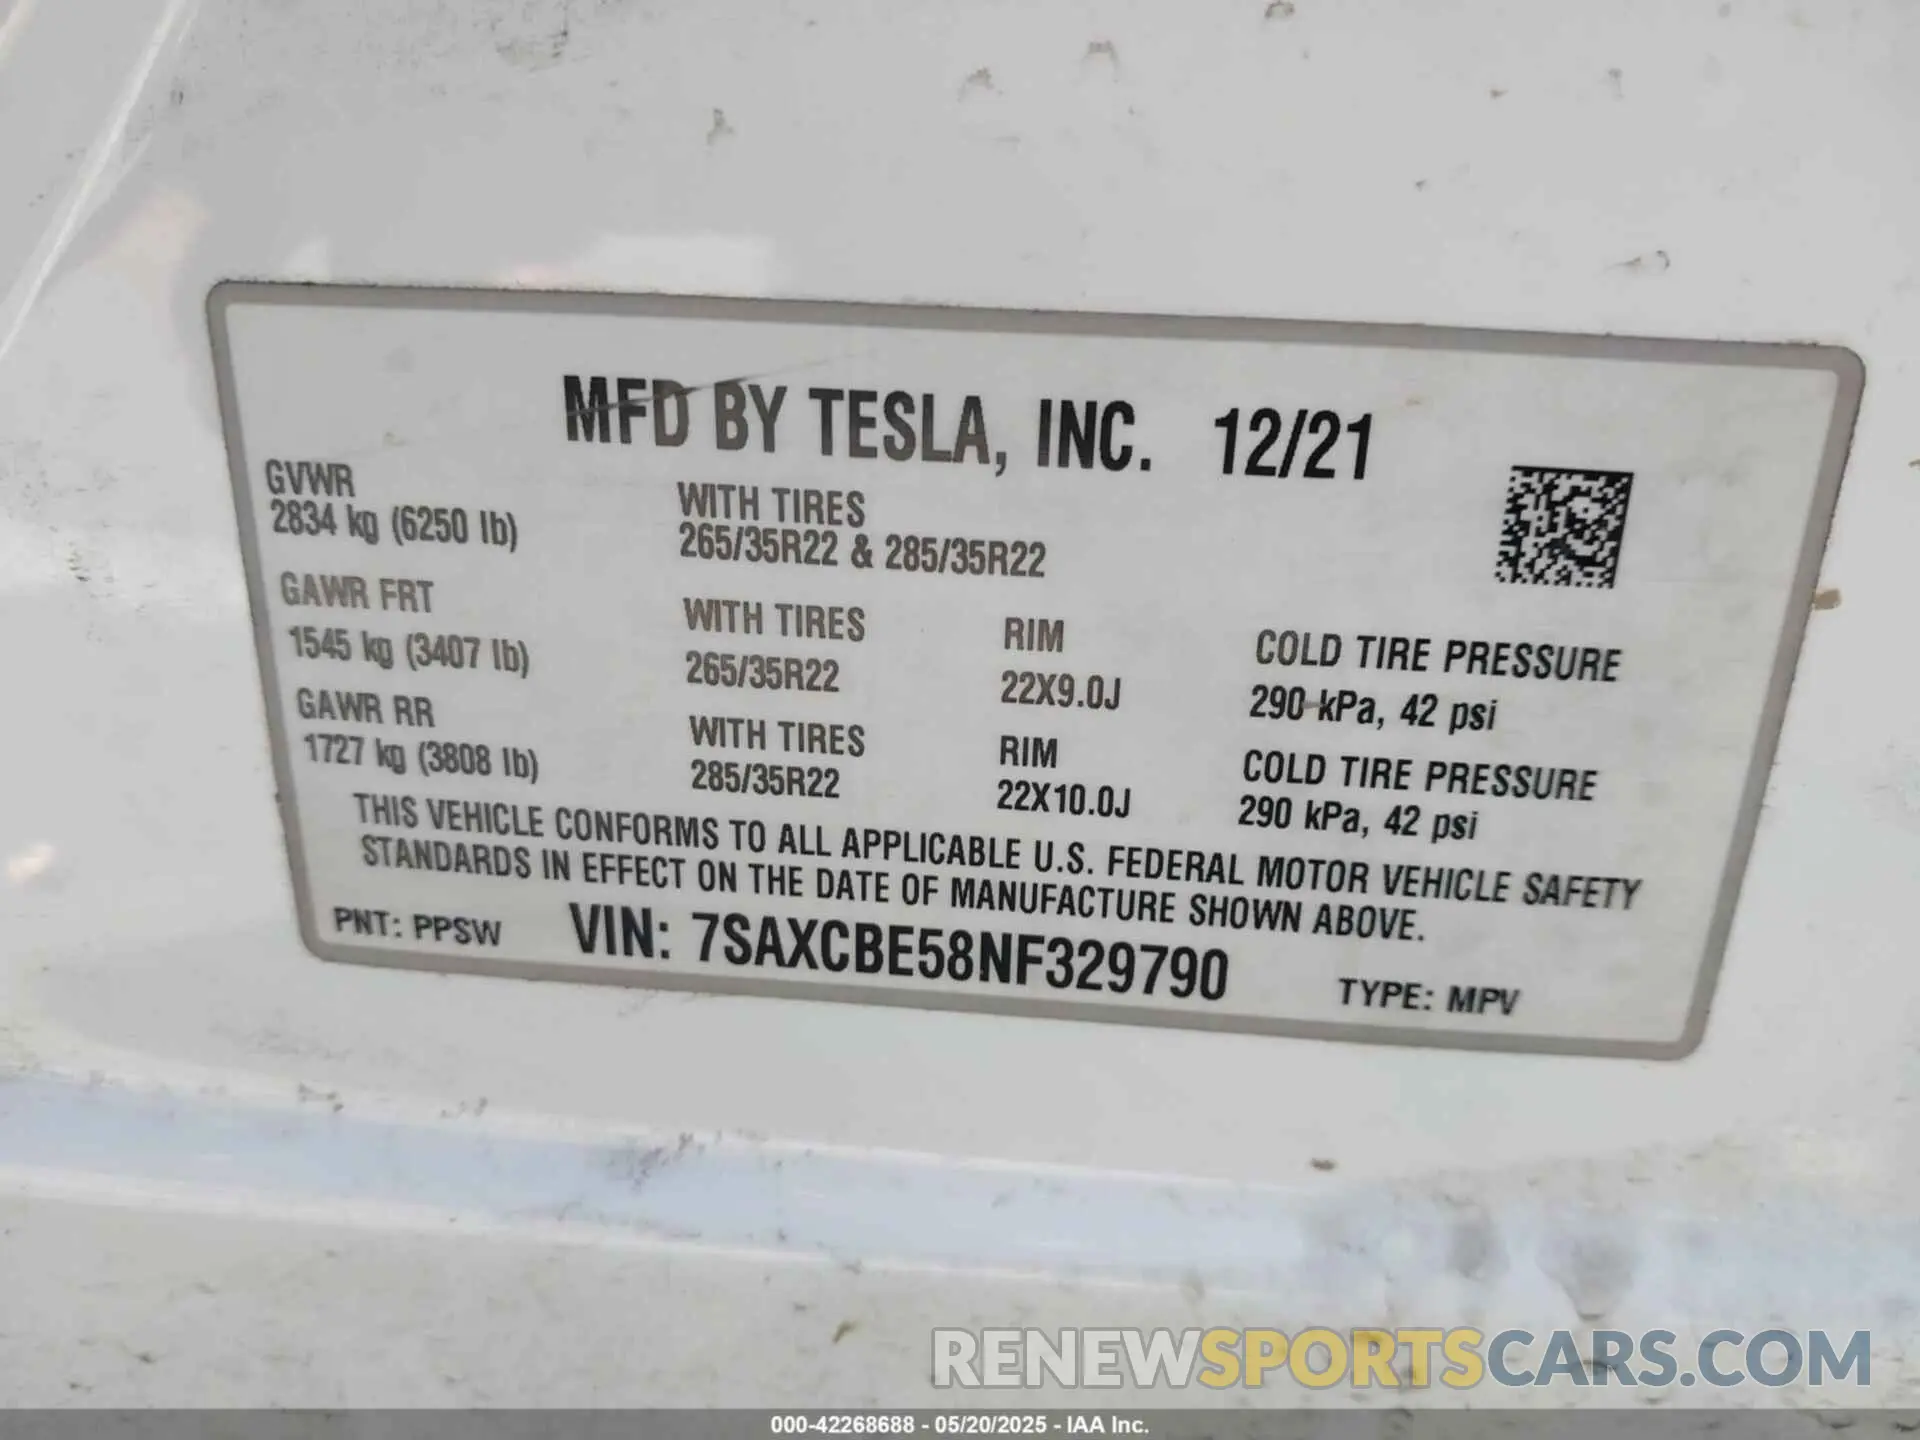 MFD BY TESLA, INC. 12/21
GVWR
2834 kg (6250 lb)
WITH TIRES
265/35R22 & 285/35R22
GAWR FRT
1545 kg (3407 lb)
WITH TIRES
265/35R22
RIM
22X9.0J
COLD TIRE PRESSURE
290 kPa, 42 psi
GAWR RR
1727 kg (3808 lb)
WITH TIRES
285/35R22
RIM
22X10.0J
COLD TIRE PRESSURE
290 kPa, 42 psi
THIS VEHICLE CONFORMS TO ALL APPLICABLE U.S. FEDERAL MOTOR VEHICLE SAFETY
STANDARDS IN EFFECT ON THE DATE OF MANUFACTURE SHOWN ABOVE.
PNT: PPSW VIN: 7SAXCBE58NF329790 TYPE: MPV
RENEWSPORTSCARS.COM
000-42268688 - 05/20/2025 - IAA Inc.